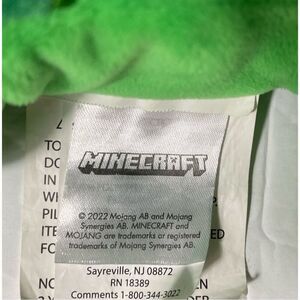 MINECRAFT
© 2022 Mojang AB and Mojang
Synergies AB. MINECRAFT and
MOJANG are trademarks or registered
trademarks of Mojang Synergies AB.
Sayreville, NJ 08872
RN 18389
Comments 1-800-344-3022